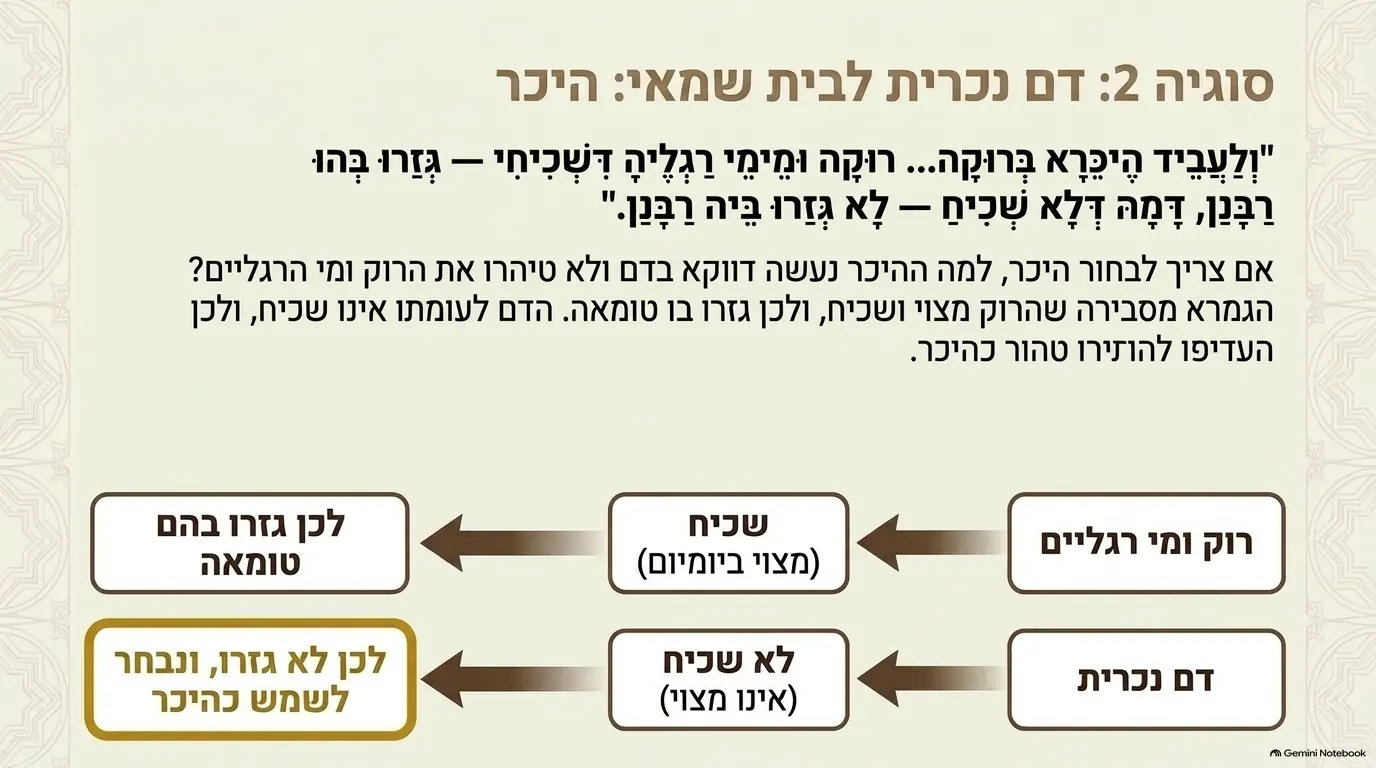 סוגיה 2: דם נכרית לבית שמאי: היכר
"וְלַעֲבֵיד הֶיכֵּרָא בְּרוּקָהּ... רוּקָהּ וּמֵימֵי רַגְלֶיהָ דִּשְׁכִיחִי — גְּזַרוּ בְּהוּ
רַבָּנַן, דָּמָהּ דְּלָא שְׁכִיחַ — לָא גְּזַרוּ בֵּיהּ רַבָּנַן."
אם צריך לבחור היכר, למה ההיכר נעשה דווקא בדם ולא טיהרו את הרוק ומי הרגליים?
הגמרא מסבירה שהרוק מצוי ושכיח, ולכן גזרו בו טומאה. הדם לעומתו אינו שכיח, ולכן
העדיפו להותירו טהור כהיכר.
רוק ומי רגליים
שכיח
(מצוי ביומיום)
לכן גזרו בהם
טומאה
דם נכרית
לא שכיח
(אינו מצוי)
לכן לא גזרו, ונבחר
לשמש כהיכר
Gemini Notebook